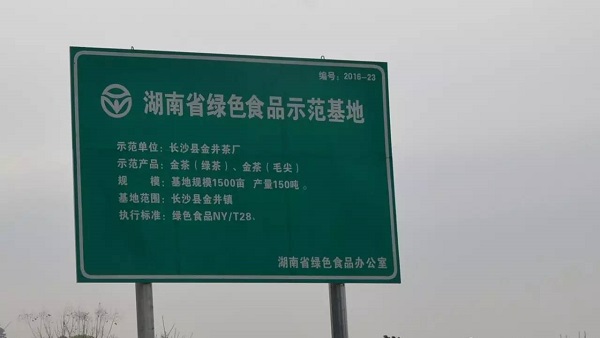 编号：2016-23
湖南省绿色食品示范基地
示范单位：长沙县金井茶厂
示范产品：金茶（绿茶）、金茶（毛尖）
规　模：基地规模1500亩 产量150吨。
基地范围：长沙县金井镇
执行标准：绿色食品NY/T28.
湖南省绿色食品办公室